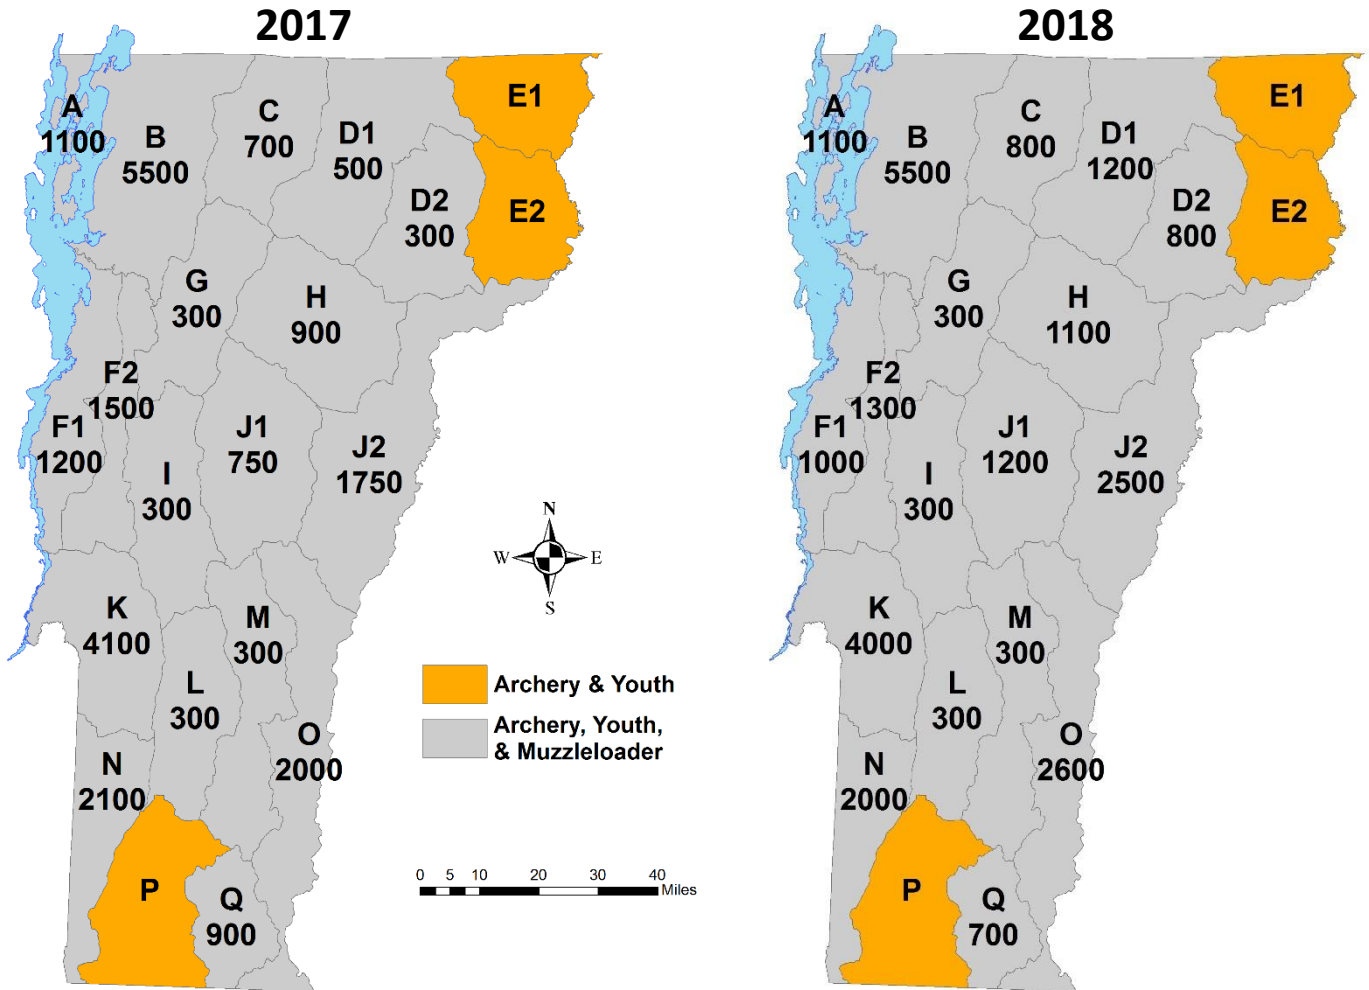 2017
A
1100
B
5500
C
700
D1
500
D2
300
E1
E2
G
300
H
900
F2
1500
F1
1200
I
300
J1
750
J2
1750
K
4100
L
300
M
300
N
2100
O
2000
P
Q
900
N
W E
S
Archery & Youth
Archery, Youth,
& Muzzleloader
0 5 10 20 30 40
Miles
2018
A
1100
B
5500
C
800
D1
1200
D2
800
E1
E2
G
300
H
1100
F2
1300
F1
1000
I
300
J1
1200
J2
2500
K
4000
L
300
M
300
N
2000
O
2600
P
Q
700